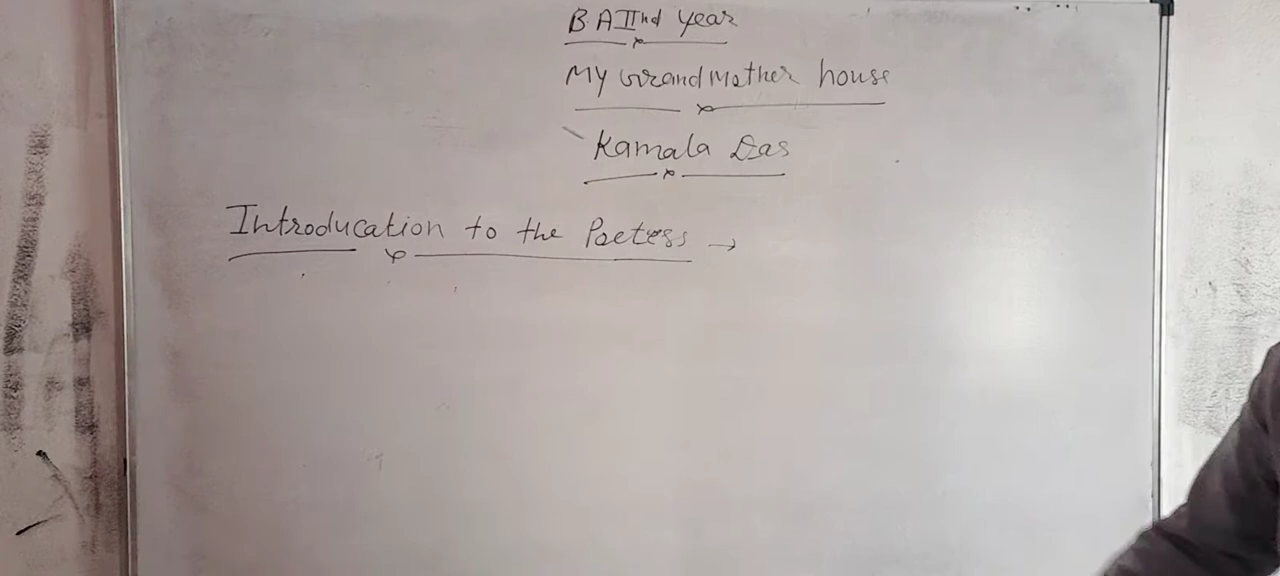 B A IInd year
My Grandmother house
Kamala Das
Introducation to the Poetess →